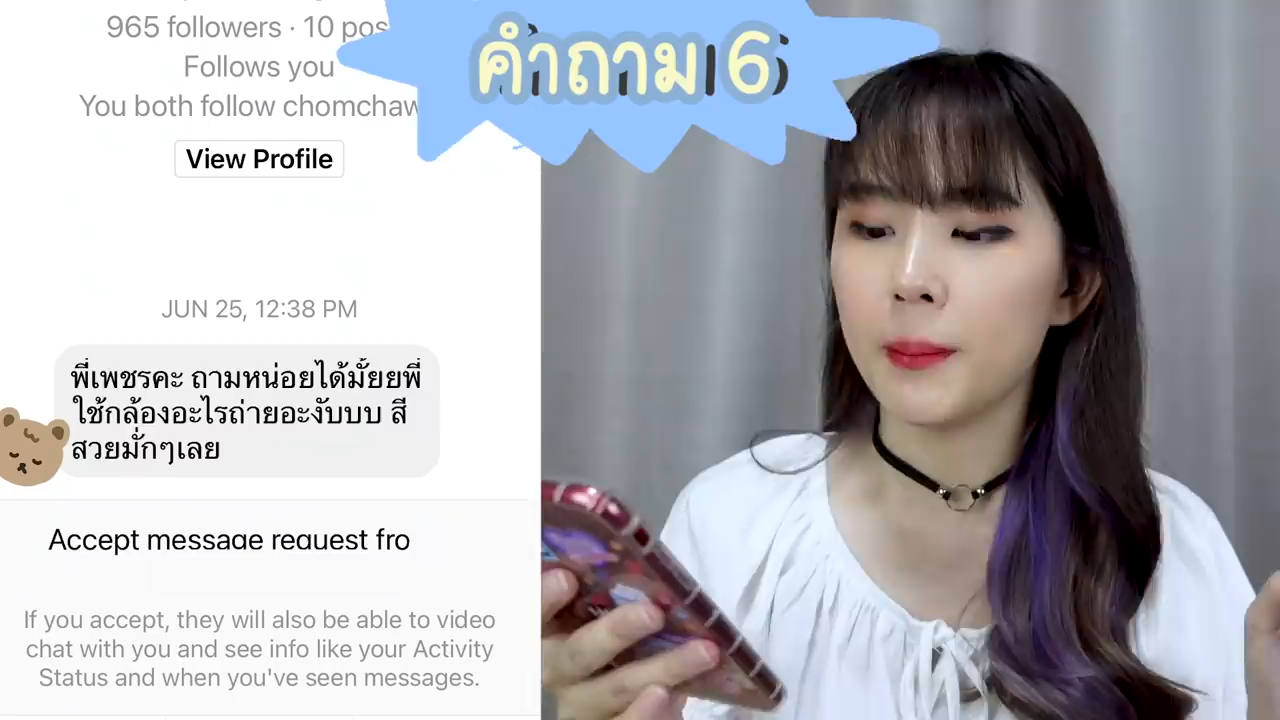 965 followers · 10 pos
Follows you
You both follow chomchaw
View Profile
คำถาม 6
JUN 25, 12:38 PM
พี่เพชรคะ ถามหน่อยได้มั้ยยพี่
ใช้กล้องอะไรถ่ายอะงับบบ สี
สวยมั่กๆเลย
Accept message request fro
If you accept, they will also be able to video
chat with you and see info like your Activity
Status and when you've seen messages.